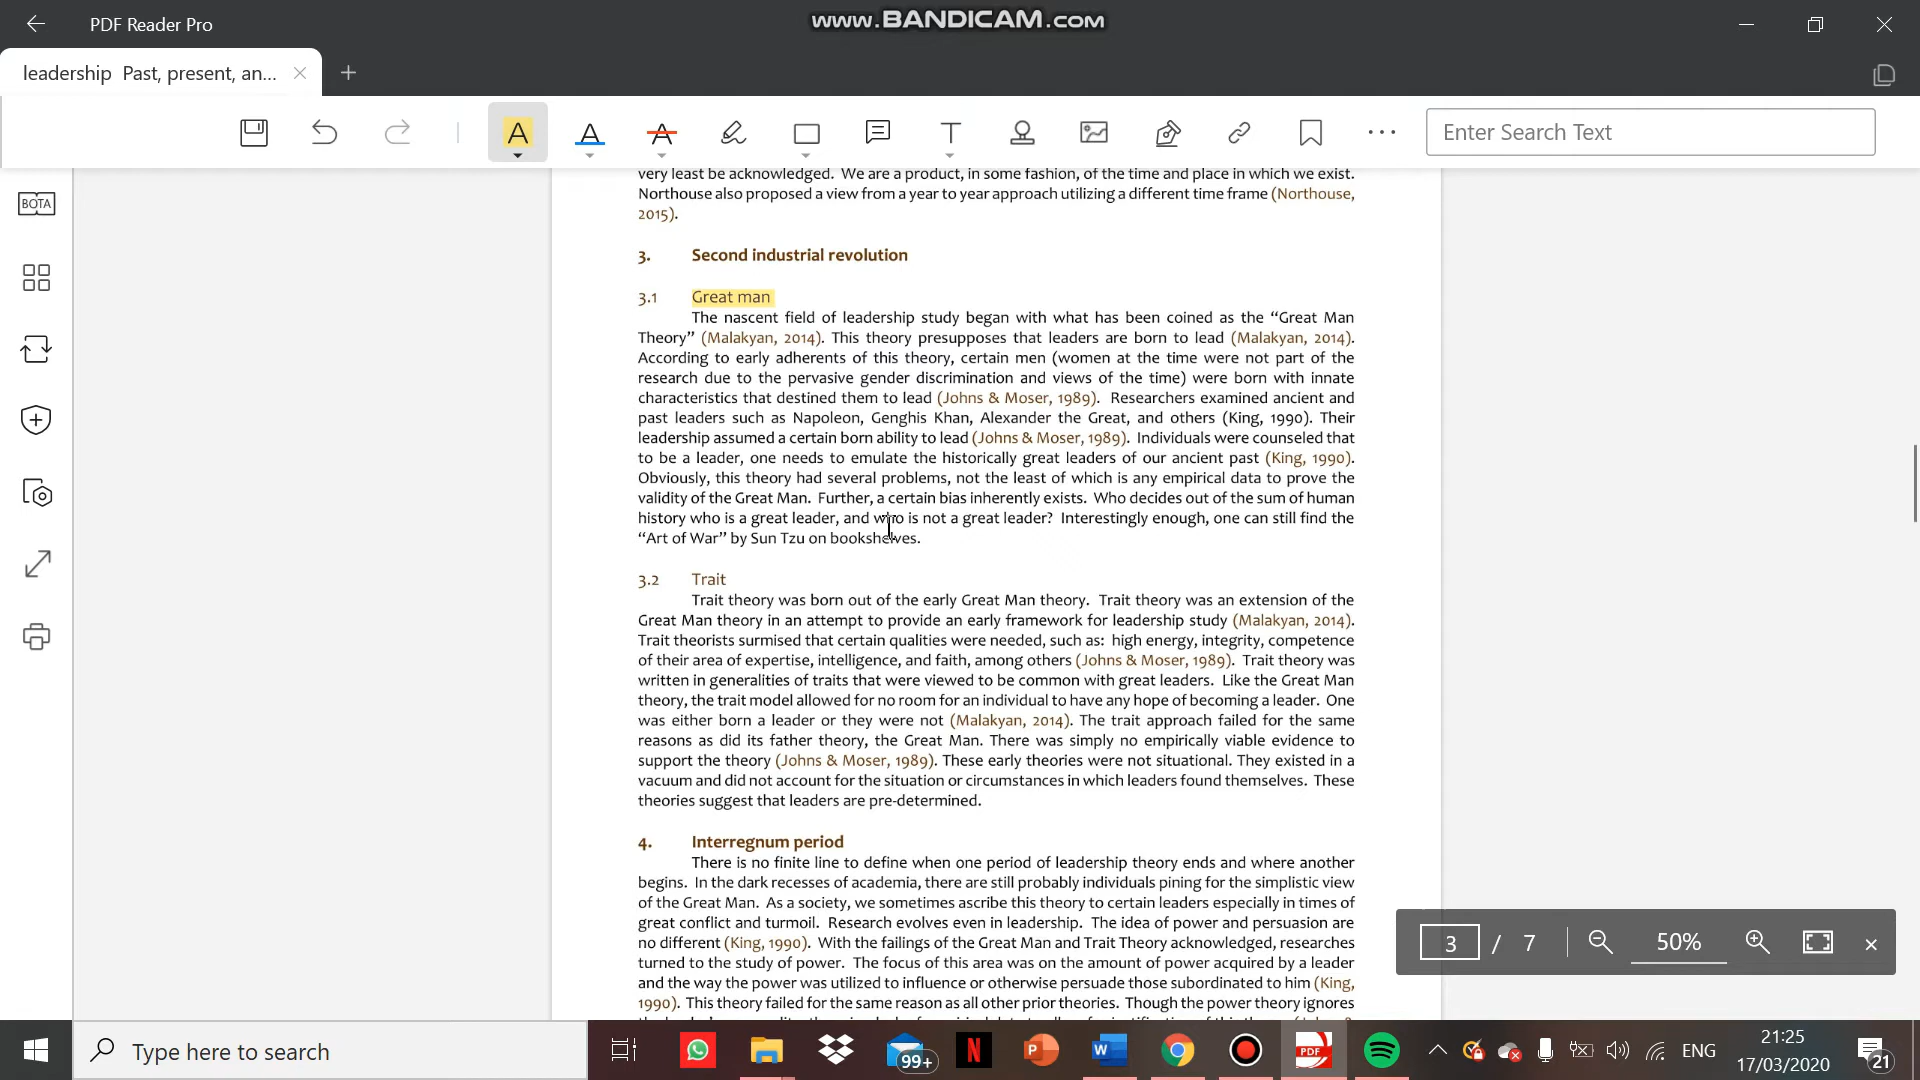 PDF Reader Pro
www.BANDICAM.com
leadership Past, present, an...
Enter Search Text
BOTA
very least be acknowledged. We are a product, in some fashion, of the time and place in which we exist.
Northouse also proposed a view from a year to year approach utilizing a different time frame (Northouse,
2015).
3. Second industrial revolution
3.1 Great man
The nascent field of leadership study began with what has been coined as the “Great Man
Theory” (Malakyan, 2014). This theory presupposes that leaders are born to lead (Malakyan, 2014).
According to early adherents of this theory, certain men (women at the time were not part of the
research due to the pervasive gender discrimination and views of the time) were born with innate
characteristics that destined them to lead (Johns & Moser, 1989). Researchers examined ancient and
past leaders such as Napoleon, Genghis Khan, Alexander the Great, and others (King, 1990). Their
leadership assumed a certain born ability to lead (Johns & Moser, 1989). Individuals were counseled that
to be a leader, one needs to emulate the historically great leaders of our ancient past (King, 1990).
Obviously, this theory had several problems, not the least of which is any empirical data to prove the
validity of the Great Man. Further, a certain bias inherently exists. Who decides out of the sum of human
history who is a great leader, and who is not a great leader? Interestingly enough, one can still find the
“Art of War” by Sun Tzu on bookshelves.
3.2 Trait
Trait theory was born out of the early Great Man theory. Trait theory was an extension of the
Great Man theory in an attempt to provide an early framework for leadership study (Malakyan, 2014).
Trait theorists surmised that certain qualities were needed, such as: high energy, integrity, competence
of their area of expertise, intelligence, and faith, among others (Johns & Moser, 1989). Trait theory was
written in generalities of traits that were viewed to be common with great leaders. Like the Great Man
theory, the trait model allowed for no room for an individual to have any hope of becoming a leader. One
was either born a leader or they were not (Malakyan, 2014). The trait approach failed for the same
reasons as did its father theory, the Great Man. There was simply no empirically viable evidence to
support the theory (Johns & Moser, 1989). These early theories were not situational. They existed in a
vacuum and did not account for the situation or circumstances in which leaders found themselves. These
theories suggest that leaders are pre-determined.
4. Interregnum period
There is no finite line to define when one period of leadership theory ends and where another
begins. In the dark recesses of academia, there are still probably individuals pining for the simplistic view
of the Great Man. As a society, we sometimes ascribe this theory to certain leaders especially in times of
great conflict and turmoil. Research evolves even in leadership. The idea of power and persuasion are
no different (King, 1990). With the failings of the Great Man and Trait Theory acknowledged, researches
turned to the study of power. The focus of this area was on the amount of power acquired by a leader
and the way the power was utilized to influence or otherwise persuade those subordinated to him (King,
1990). This theory failed for the same reason as all other prior theories. Though the power theory ignores
3 / 7 50%
Type here to search
99+
ENG
21:25
17/03/2020
21